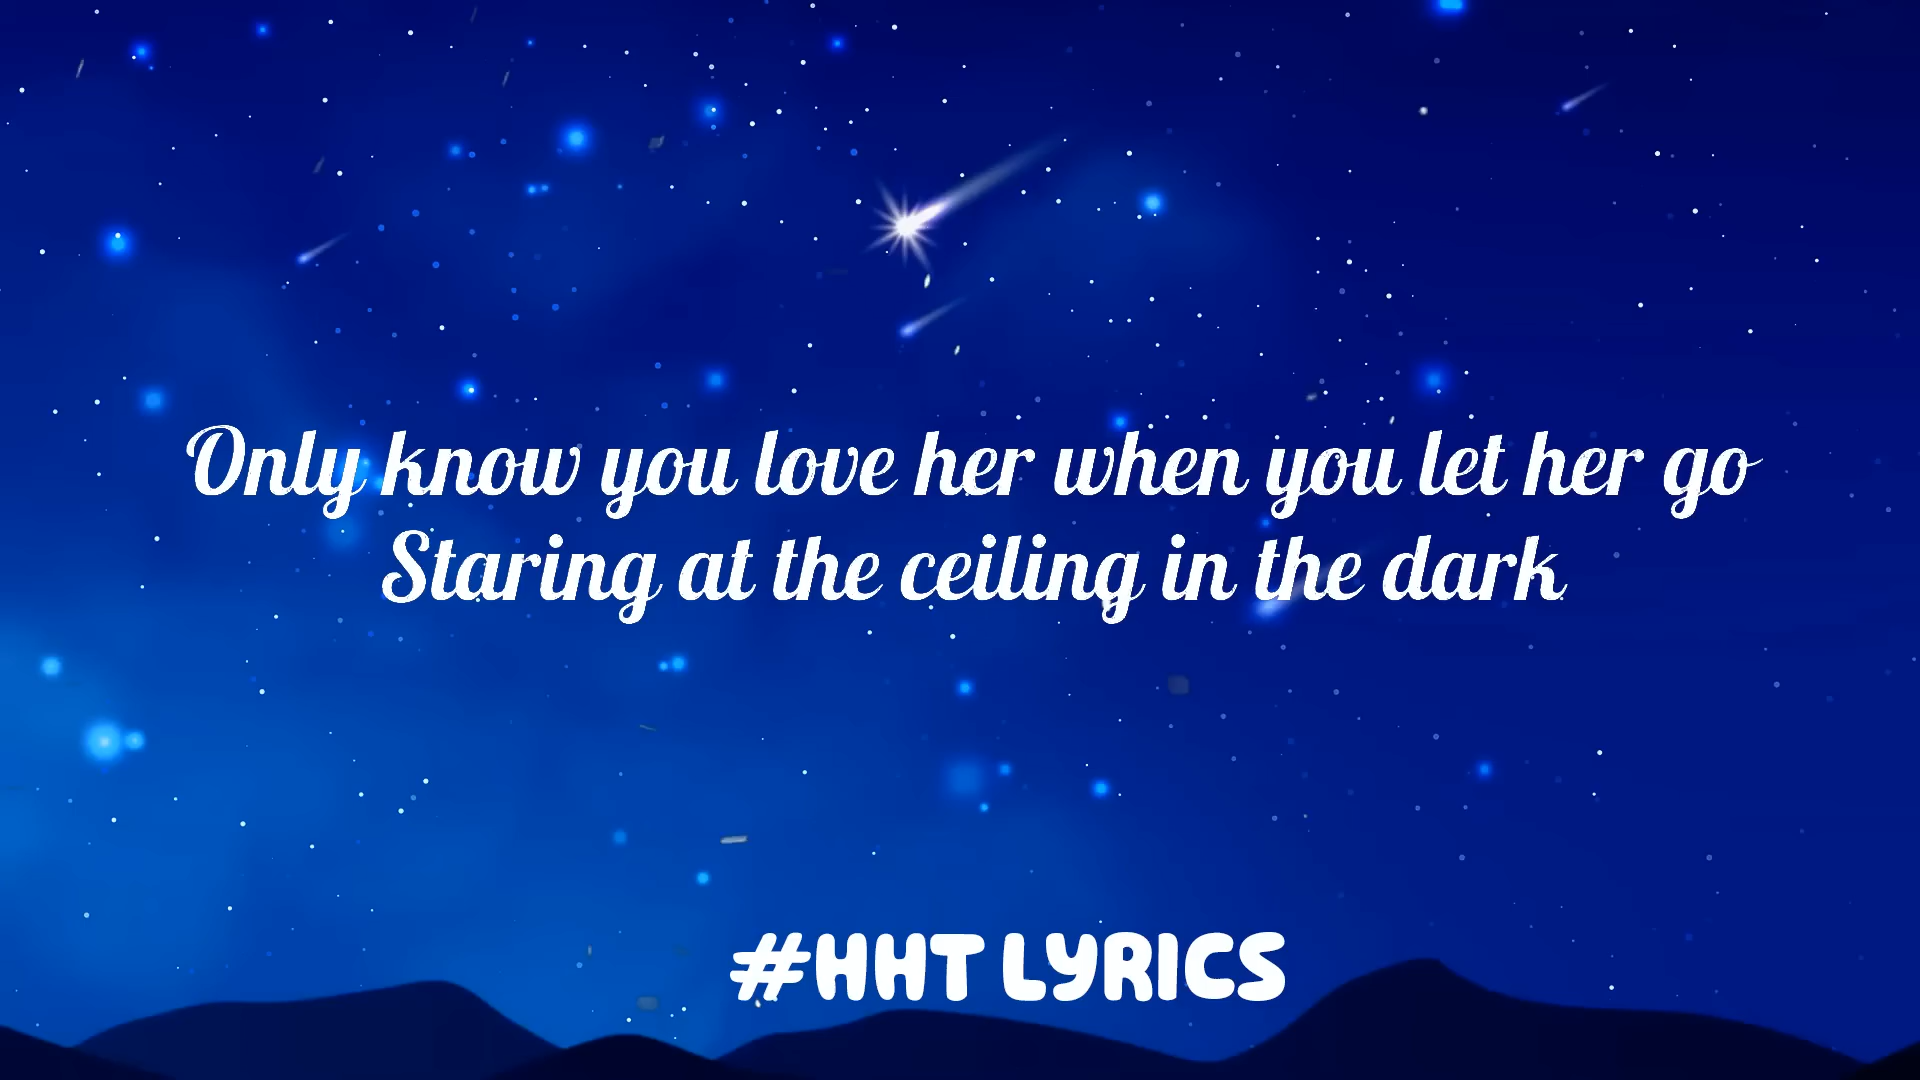 Only know you love her when you let her go
Staring at the ceiling in the dark
#HHT LYRICS